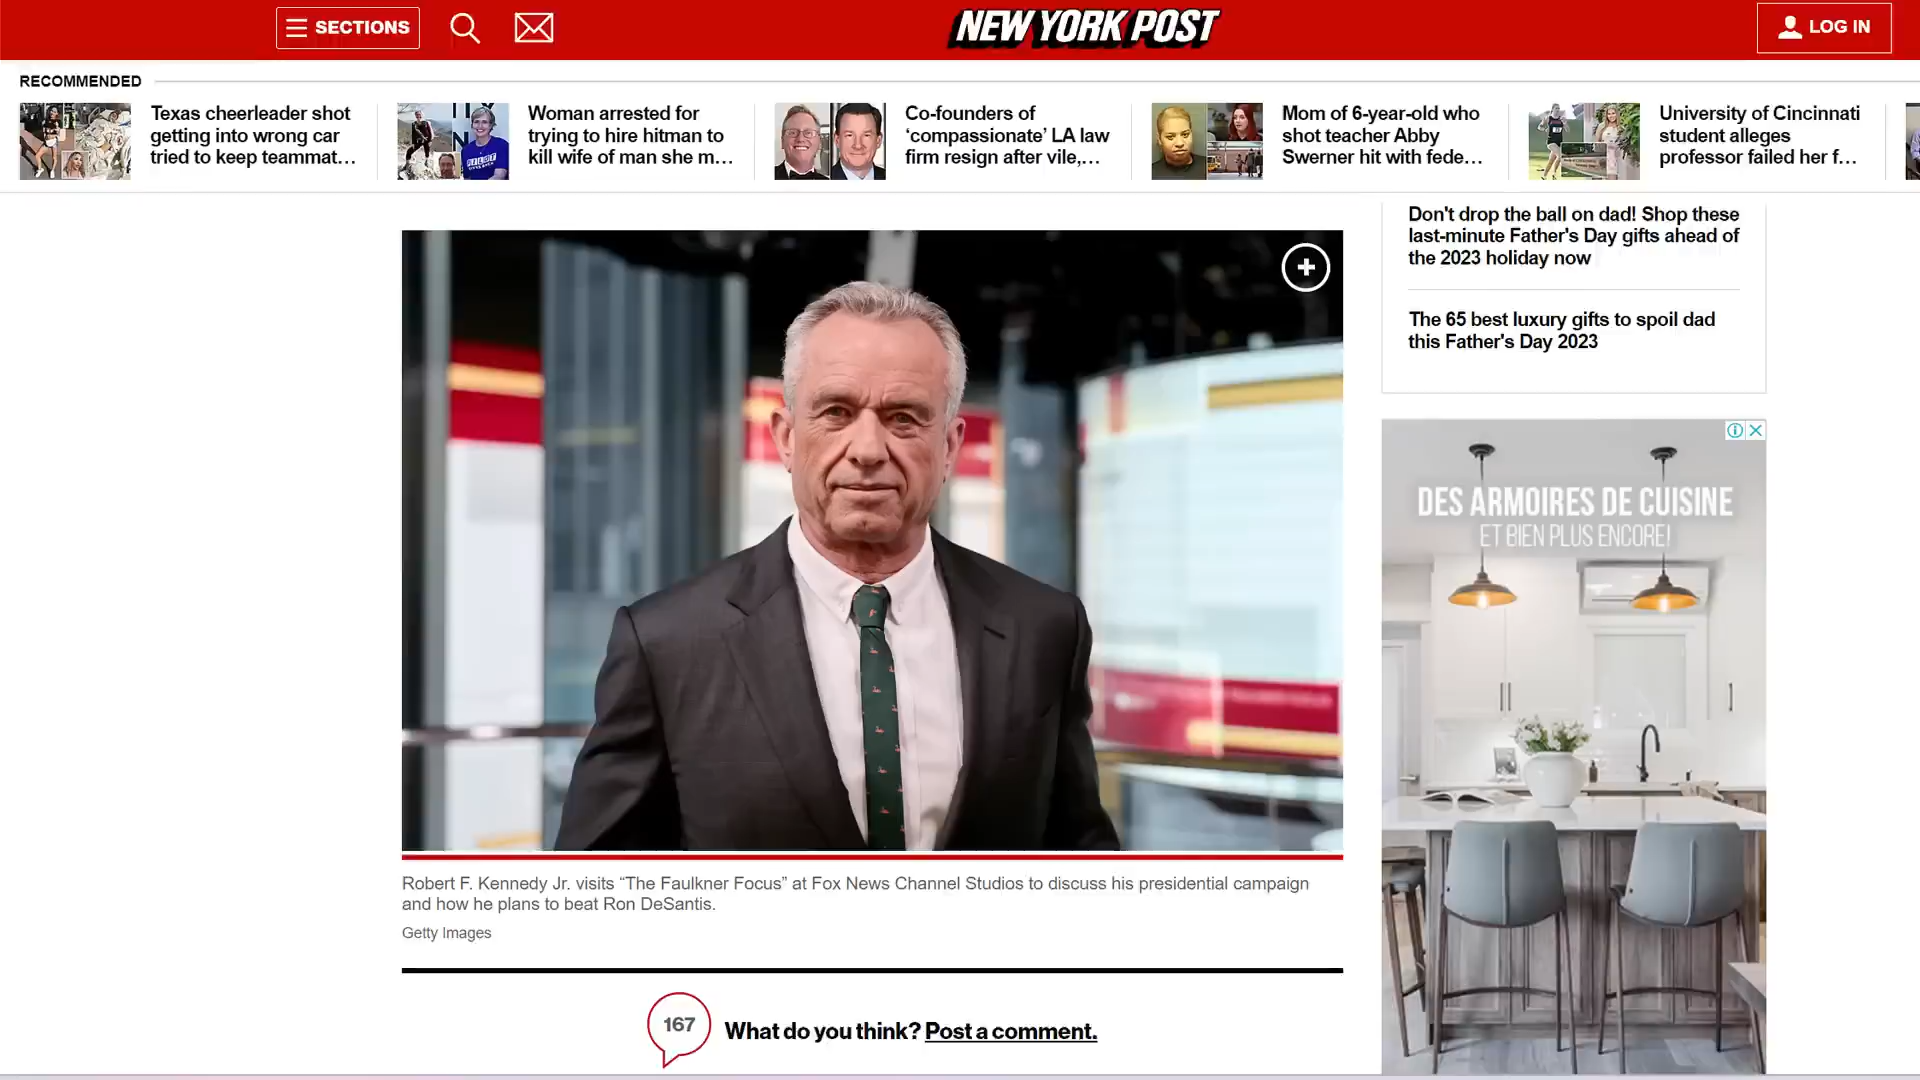 SECTIONS
NEW YORK POST
LOG IN
RECOMMENDED
Texas cheerleader shot
getting into wrong car
tried to keep teammat...
Woman arrested for
trying to hire hitman to
kill wife of man she m...
Co-founders of
‘compassionate’ LA law
firm resign after vile,...
Mom of 6-year-old who
shot teacher Abby
Swerner hit with fede...
University of Cincinnati
student alleges
professor failed her f...
Don't drop the ball on dad! Shop these
last-minute Father's Day gifts ahead of
the 2023 holiday now
The 65 best luxury gifts to spoil dad
this Father's Day 2023
DES ARMOIRES DE CUISINE
ET BIEN PLUS ENCORE!
Robert F. Kennedy Jr. visits “The Faulkner Focus” at Fox News Channel Studios to discuss his presidential campaign
and how he plans to beat Ron DeSantis.
Getty Images
167
What do you think? Post a comment.